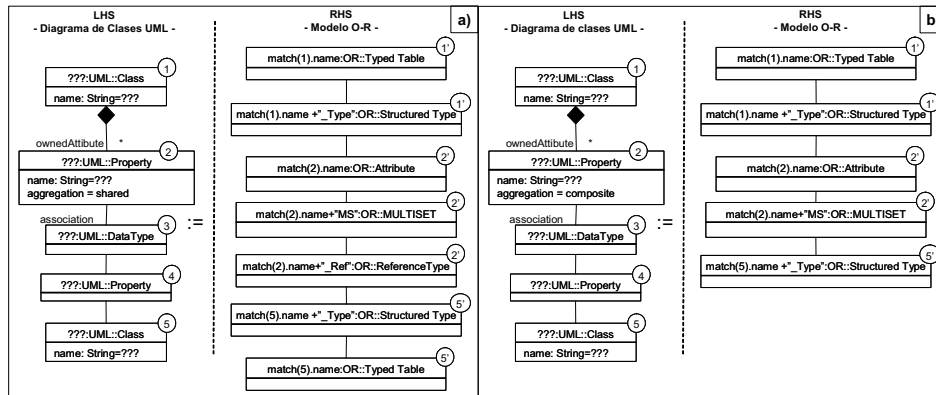 LHS
- Diagrama de Clases UML -
RHS
- Modelo O-R -
a)
1
???:UML::Class
name: String=???
ownedAttibute *
2
???:UML::Property
name: String=???
aggregation = shared
association
3
???:UML::DataType
4
???:UML::Property
5
???:UML::Class
name: String=???
:=
1'
match(1).name:OR::Typed Table
1'
match(1).name +"_Type":OR::Structured Type
2'
match(2).name:OR::Attribute
2'
match(2).name+"MS":OR::MULTISET
2'
match(2).name+"_Ref":OR::ReferenceType
5'
match(5).name +"_Type":OR::Structured Type
5'
match(5).name:OR::Typed Table
LHS
- Diagrama de clases UML -
RHS
- Modelo O-R -
b
1
???:UML::Class
name: String=???
ownedAttibute *
2
???:UML::Property
name: String=???
aggregation = composite
association
3
???:UML::DataType
4
???:UML::Property
5
???:UML::Class
name: String=???
:=
1'
match(1).name:OR::Typed Table
1'
match(1).name +"_Type":OR::Structured Type
2'
match(2).name:OR::Attribute
2'
match(2).name+"MS":OR::MULTISET
5'
match(5).name +"_Type":OR::Structured Type